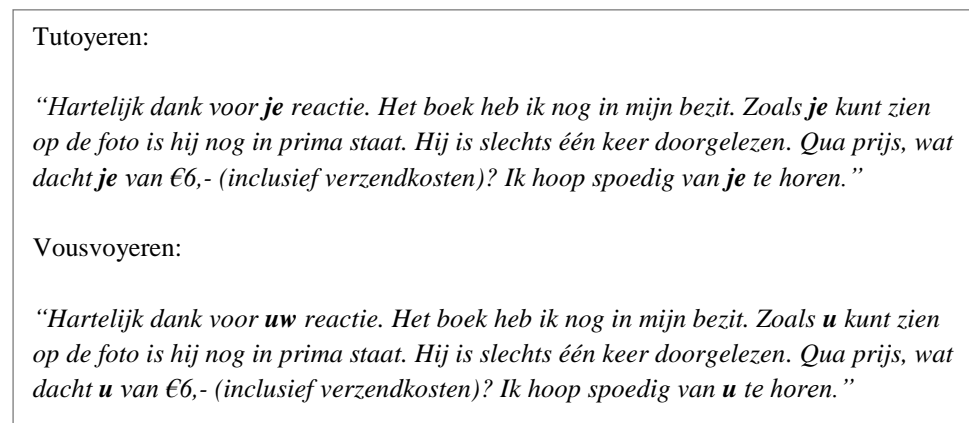 Tutoyeren:
“Hartelijk dank voor je reactie. Het boek heb ik nog in mijn bezit. Zoals je kunt zien
op de foto is hij nog in prima staat. Hij is slechts één keer doorgelezen. Qua prijs, wat
dacht je van €6,- (inclusief verzendkosten)? Ik hoop spoedig van je te horen.”
Vousvoyeren:
“Hartelijk dank voor uw reactie. Het boek heb ik nog in mijn bezit. Zoals u kunt zien
op de foto is hij nog in prima staat. Hij is slechts één keer doorgelezen. Qua prijs, wat
dacht u van €6,- (inclusief verzendkosten)? Ik hoop spoedig van u te horen.”